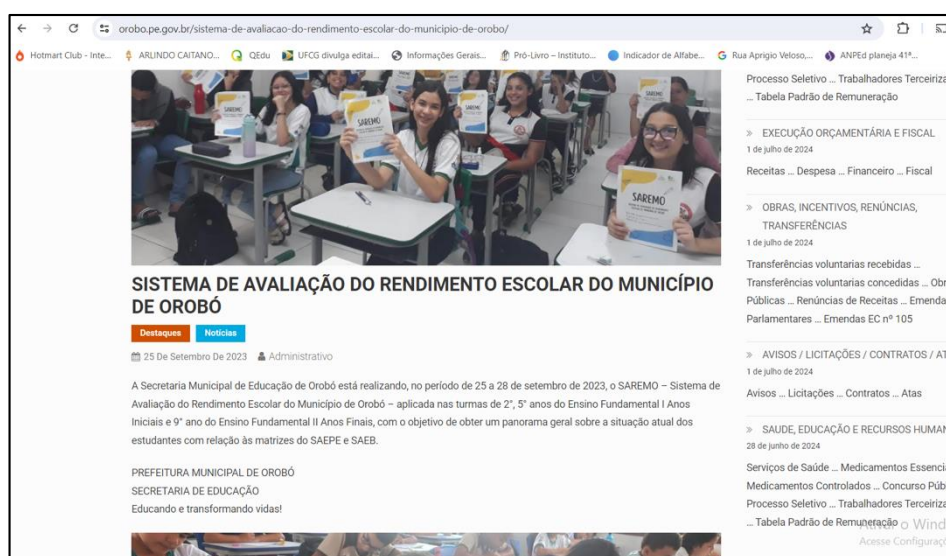 orobo.pe.gov.br/sistema-de-avaliacao-do-rendimento-escolar-do-municipio-de-orobo/
Hotmart Club - Inte... ARLINDO CAITANO... QEdu UFCG divulga editai... Informações Gerais... Pró-Livro – Instituto... Indicador de Alfabe... Rua Aprigio Veloso,... ANPEd planeja 41ª...
SAREMO
SAREMO
SAREMO
SAREMO
SISTEMA DE AVALIAÇÃO DO RENDIMENTO ESCOLAR DO MUNICÍPIO
DE OROBÓ
Destaques Notícias
25 De Setembro De 2023 Administrativo
A Secretaria Municipal de Educação de Orobó está realizando, no período de 25 a 28 de setembro de 2023, o SAREMO – Sistema de
Avaliação do Rendimento Escolar do Município de Orobó – aplicada nas turmas de 2°, 5° anos do Ensino Fundamental I Anos
Iniciais e 9° ano do Ensino Fundamental II Anos Finais, com o objetivo de obter um panorama geral sobre a situação atual dos
estudantes com relação às matrizes do SAEPE e SAEB.
PREFEITURA MUNICIPAL DE OROBÓ
SECRETARIA DE EDUCAÇÃO
Educando e transformando vidas!
Processo Seletivo ... Trabalhadores Terceiriza
... Tabela Padrão de Remuneração
» EXECUÇÃO ORÇAMENTÁRIA E FISCAL
1 de julho de 2024
Receitas ... Despesa ... Financeiro ... Fiscal
» OBRAS, INCENTIVOS, RENÚNCIAS,
TRANSFERÊNCIAS
1 de julho de 2024
Transferências voluntarias recebidas ...
Transferências voluntarias concedidas ... Obr
Públicas ... Renúncias de Receitas ... Emenda
Parlamentares ... Emendas EC nº 105
» AVISOS / LICITAÇÕES / CONTRATOS / AT
1 de julho de 2024
Avisos ... Licitações ... Contratos ... Atas
» SAUDE, EDUCAÇÃO E RECURSOS HUMAN
28 de junho de 2024
Serviços de Saúde ... Medicamentos Essencia
Medicamentos Controlados ... Concurso Púb
Processo Seletivo ... Trabalhadores Terceiriza
... Tabela Padrão de Remuneração
o Wind
Acesse Configuraç